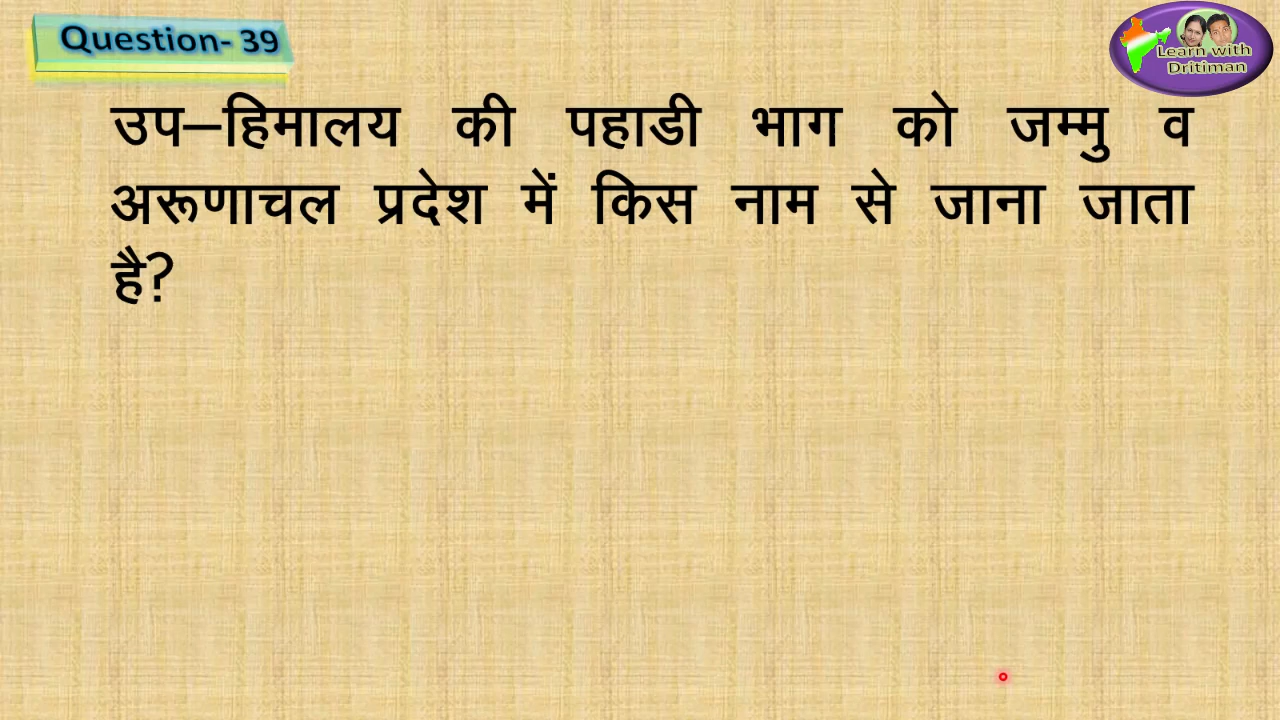 Question- 39
Learn with
Dritiman
उप–हिमालय की पहाडी भाग को जम्मु व
अरूणाचल प्रदेश में किस नाम से जाना जाता
है?